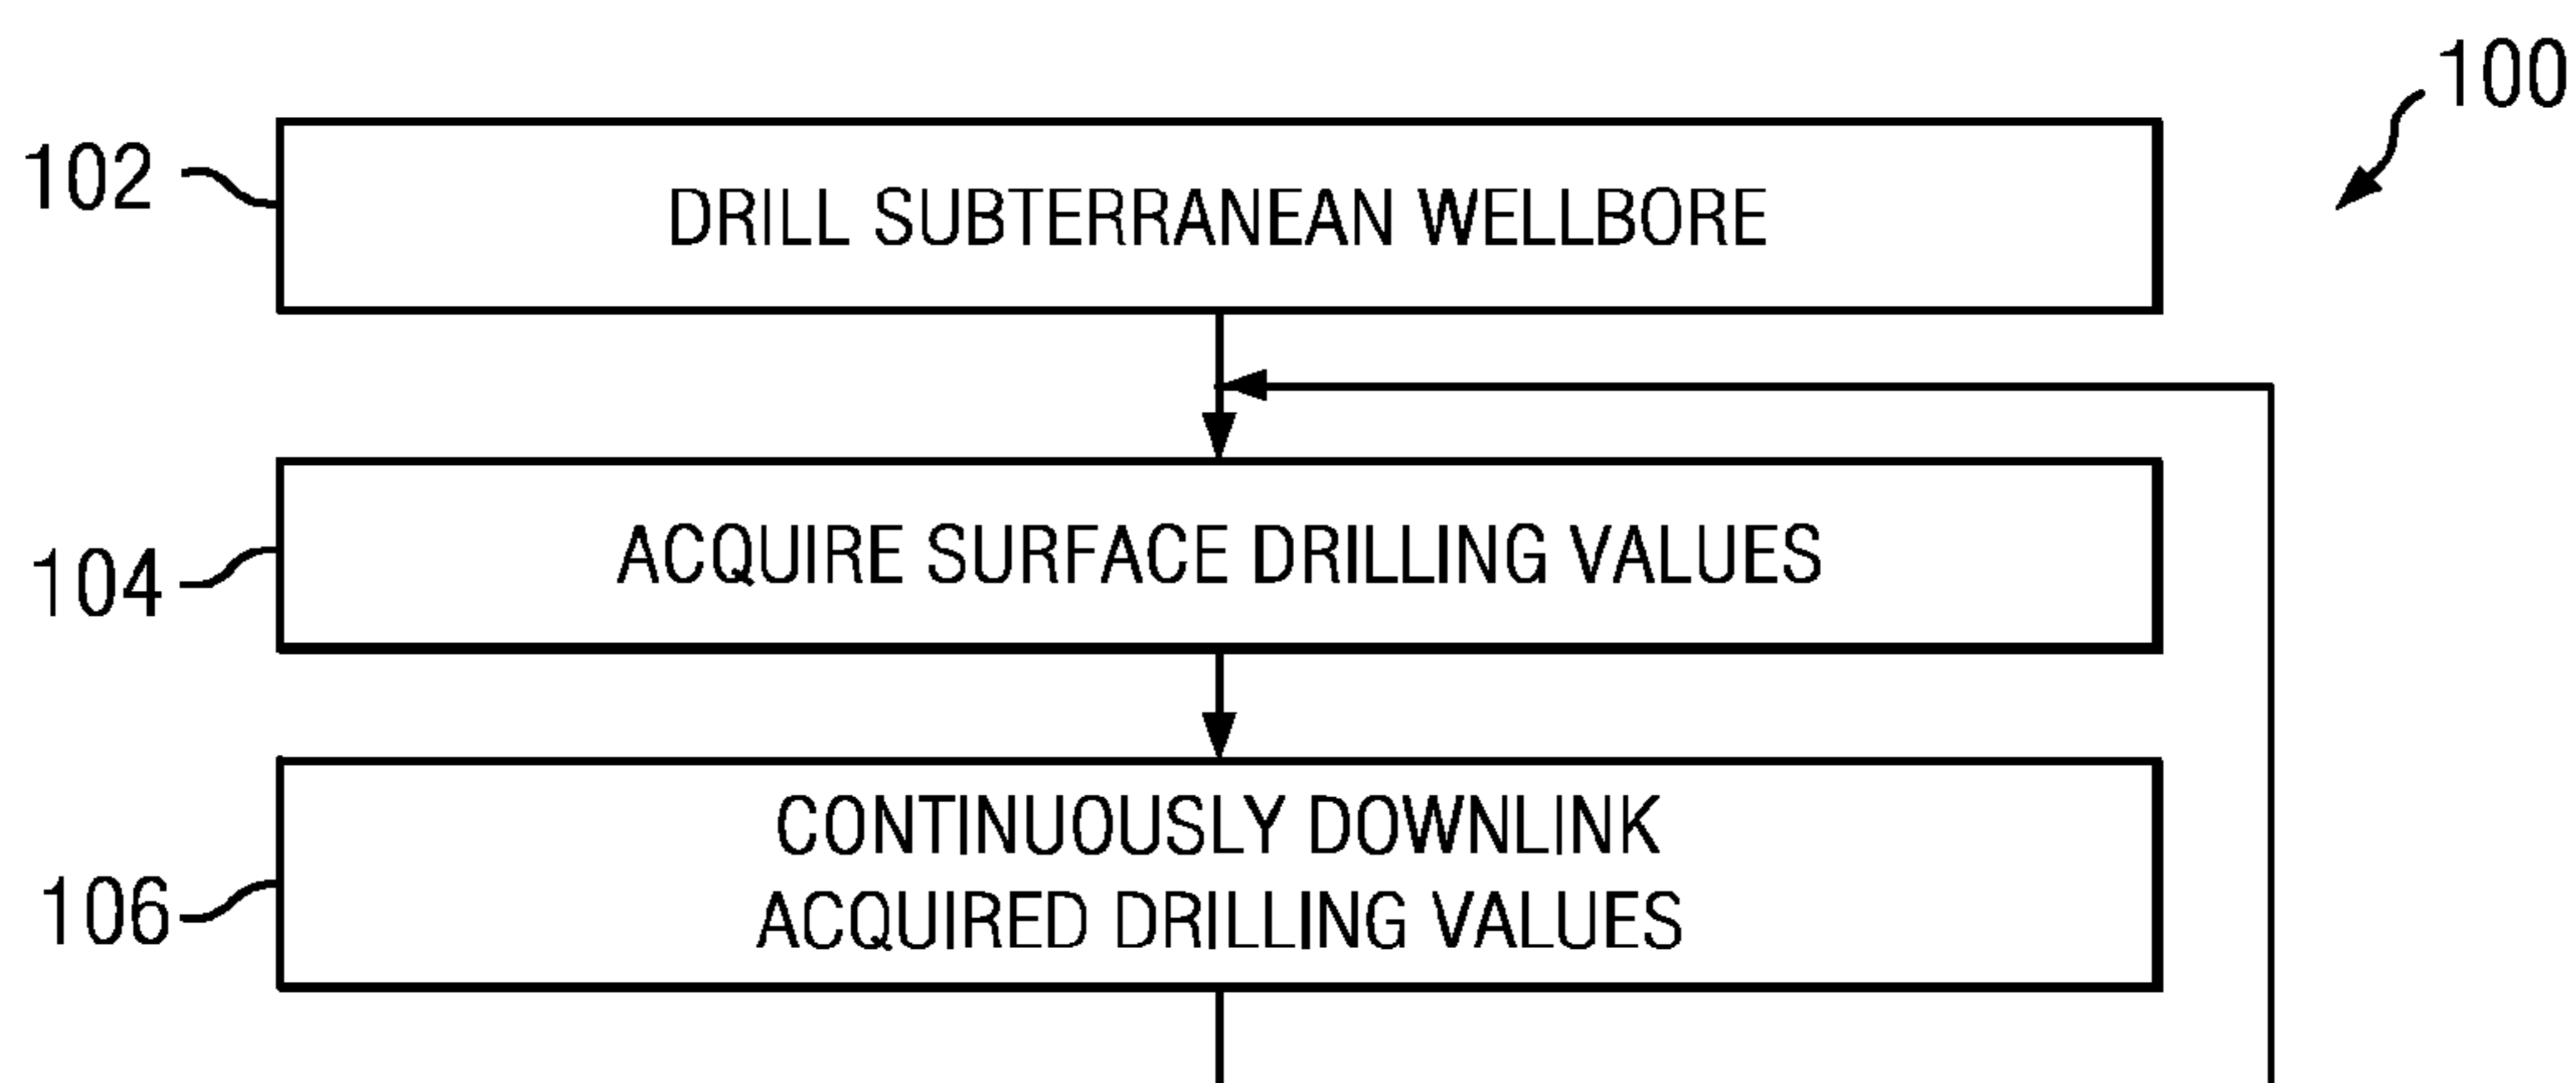 100
102
DRILL SUBTERRANEAN WELLBORE
104
ACQUIRE SURFACE DRILLING VALUES
106
CONTINUOUSLY DOWNLINK
ACQUIRED DRILLING VALUES